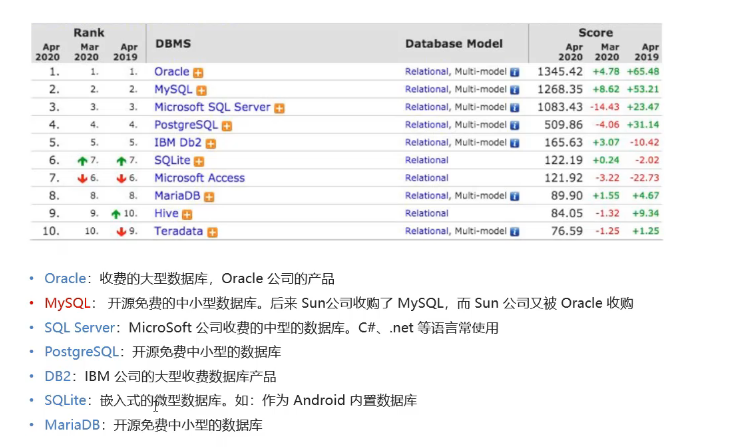 Rank Score
Apr 2020 Mar 2020 Apr 2019 DBMS Database Model Apr 2020 Mar 2020 Apr 2019
1. 1. 1. Oracle Relational, Multi-model 1345.42 +4.78 +65.48
2. 2. 2. MySQL Relational, Multi-model 1268.35 +8.62 +53.21
3. 3. 3. Microsoft SQL Server Relational, Multi-model 1083.43 -14.43 +23.47
4. 4. 4. PostgreSQL Relational, Multi-model 509.86 -4.06 +31.14
5. 5. 5. IBM Db2 Relational, Multi-model 165.63 +3.07 -10.42
6. 7. 7. SQLite Relational 122.19 +0.24 -2.02
7. 6. 6. Microsoft Access Relational 121.92 -3.22 -22.73
8. 8. 8. MariaDB Relational, Multi-model 89.90 +1.55 +4.67
9. 9. 10. Hive Relational 84.05 -1.32 +9.34
10. 10. 9. Teradata Relational, Multi-model 76.59 -1.25 +1.25
• Oracle：收费的大型数据库，Oracle 公司的产品
• MySQL： 开源免费的中小型数据库。后来 Sun公司收购了 MySQL，而 Sun 公司又被 Oracle 收购
• SQL Server：MicroSoft 公司收费的中型的数据库。C#、.net 等语言常使用
• PostgreSQL：开源免费中小型的数据库
• DB2：IBM 公司的大型收费数据库产品
• SQLite：嵌入式的微型数据库。如：作为 Android 内置数据库
• MariaDB：开源免费中小型的数据库